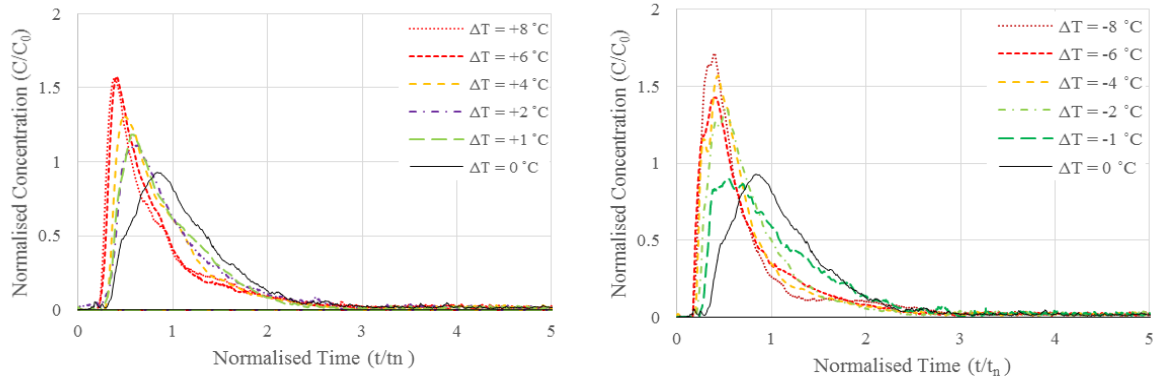 Normalised Concentration (C/C0)
2
1.5
1
0.5
0
ΔT = +8 ˚C
ΔT = +6 ˚C
ΔT = +4 ˚C
ΔT = +2 ˚C
ΔT = +1 ˚C
ΔT = 0 ˚C
0 1 2 3 4 5
Normalised Time (t/tn)
Normalised Concentration (C/C0)
2
1.5
1
0.5
0
ΔT = -8 ˚C
ΔT = -6 ˚C
ΔT = -4 ˚C
ΔT = -2 ˚C
ΔT = -1 ˚C
ΔT = 0 ˚C
0 1 2 3 4 5
Normalised Time (t/tn)